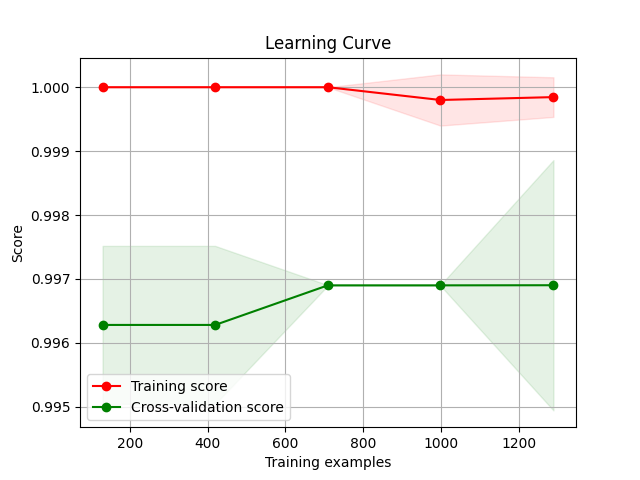 Learning Curve
1.000
0.999
0.998
0.997
0.996
0.995
Score
Training score
Cross-validation score
200 400 600 800 1000 1200
Training examples